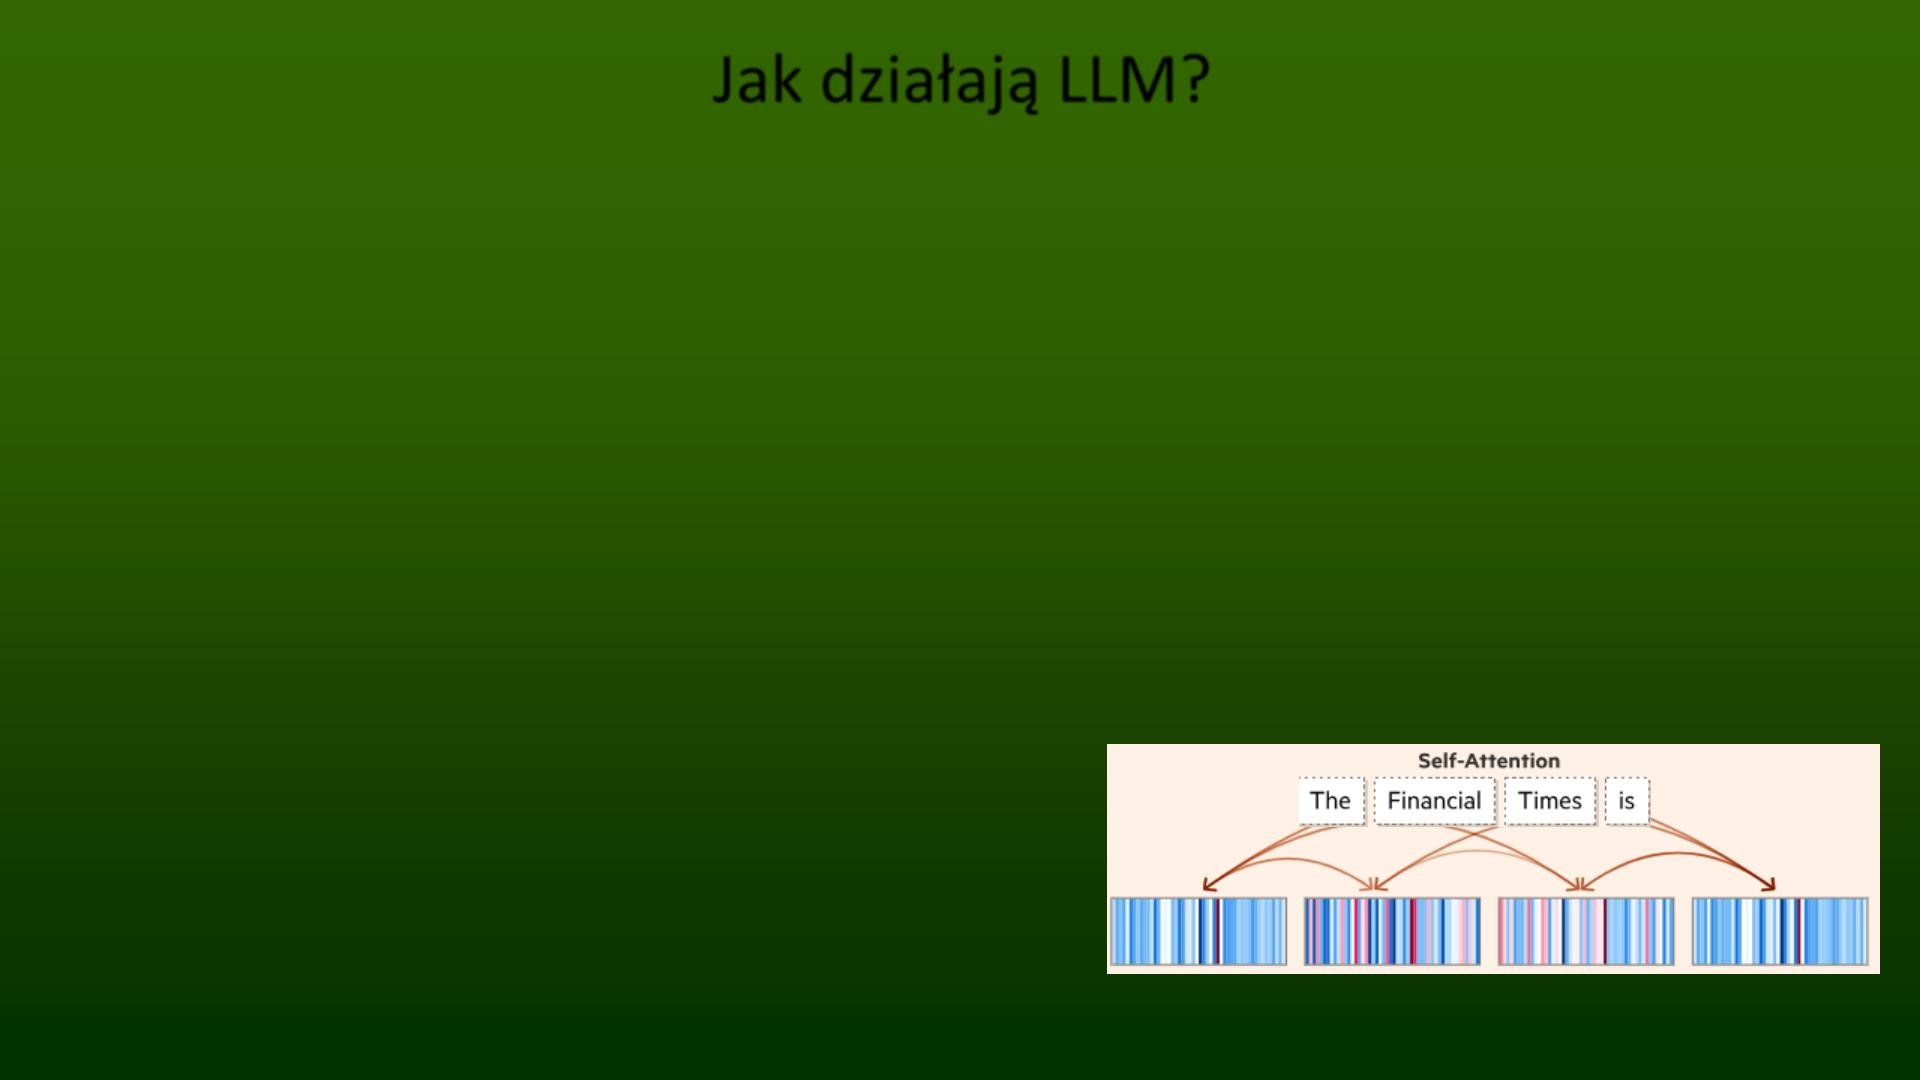 Jak działają LLM?
Self-Attention
The Financial Times is